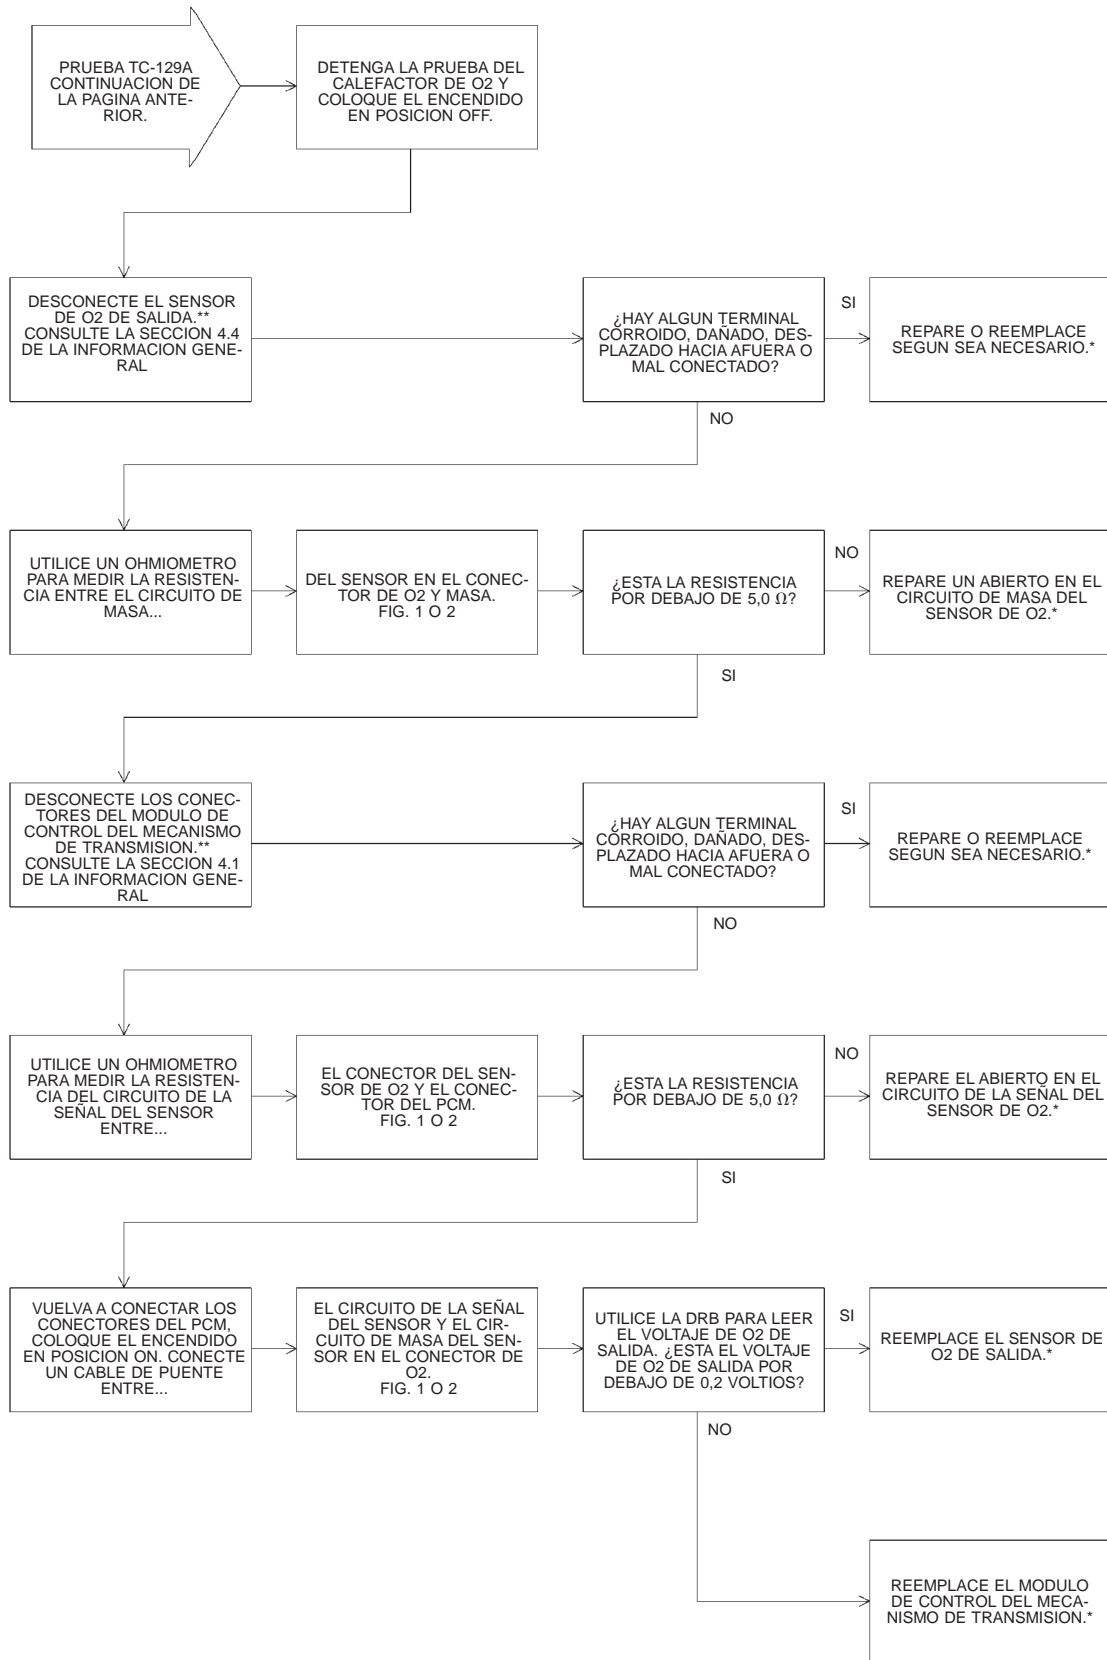 PRUEBA TC-129A
CONTINUACION DE
LA PAGINA ANTE-
RIOR.
DETENGA LA PRUEBA DEL
CALEFACTOR DE O2 Y
COLOQUE EL ENCENDIDO
EN POSICION OFF.
DESCONECTE EL SENSOR
DE O2 DE SALIDA.**
CONSULTE LA SECCION 4.4
DE LA INFORMACION GENE-
RAL
¿HAY ALGUN TERMINAL
CORROIDO, DAÑADO, DES-
PLAZADO HACIA AFUERA O
MAL CONECTADO?
SI
REPARE O REEMPLACE
SEGUN SEA NECESARIO.*
NO
UTILICE UN OHMIOMETRO
PARA MEDIR LA RESISTEN-
CIA ENTRE EL CIRCUITO DE
MASA...
DEL SENSOR EN EL CONEC-
TOR DE O2 Y MASA.
FIG. 1 O 2
¿ESTA LA RESISTENCIA
POR DEBAJO DE 5,0 Ω?
NO
REPARE UN ABIERTO EN EL
CIRCUITO DE MASA DEL
SENSOR DE O2.*
SI
DESCONECTE LOS CONEC-
TORES DEL MODULO DE
CONTROL DEL MECANISMO
DE TRANSMISION.**
CONSULTE LA SECCION 4.1
DE LA INFORMACION GENE-
RAL
¿HAY ALGUN TERMINAL
CORROIDO, DAÑADO, DES-
PLAZADO HACIA AFUERA O
MAL CONECTADO?
SI
REPARE O REEMPLACE
SEGUN SEA NECESARIO.*
NO
UTILICE UN OHMIOMETRO
PARA MEDIR LA RESISTEN-
CIA DEL CIRCUITO DE LA
SEÑAL DEL SENSOR
ENTRE...
EL CONECTOR DEL SEN-
SOR DE O2 Y EL CONEC-
TOR DEL PCM.
FIG. 1 O 2
¿ESTA LA RESISTENCIA
POR DEBAJO DE 5,0 Ω?
NO
REPARE EL ABIERTO EN EL
CIRCUITO DE LA SEÑAL DEL
SENSOR DE O2.*
SI
VUELVA A CONECTAR LOS
CONECTORES DEL PCM,
COLOQUE EL ENCENDIDO
EN POSICION ON. CONECTE
UN CABLE DE PUENTE
ENTRE...
EL CIRCUITO DE LA SEÑAL
DEL SENSOR Y EL CIR-
CUITO DE MASA DEL SEN-
SOR EN EL CONECTOR DE
O2.
FIG. 1 O 2
UTILICE LA DRB PARA LEER
EL VOLTAJE DE O2 DE
SALIDA. ¿ESTA EL VOLTAJE
DE O2 DE SALIDA POR
DEBAJO DE 0,2 VOLTIOS?
SI
REEMPLACE EL SENSOR DE
O2 DE SALIDA.*
NO
REEMPLACE EL MODULO
DE CONTROL DEL MECA-
NISMO DE TRANSMISION.*